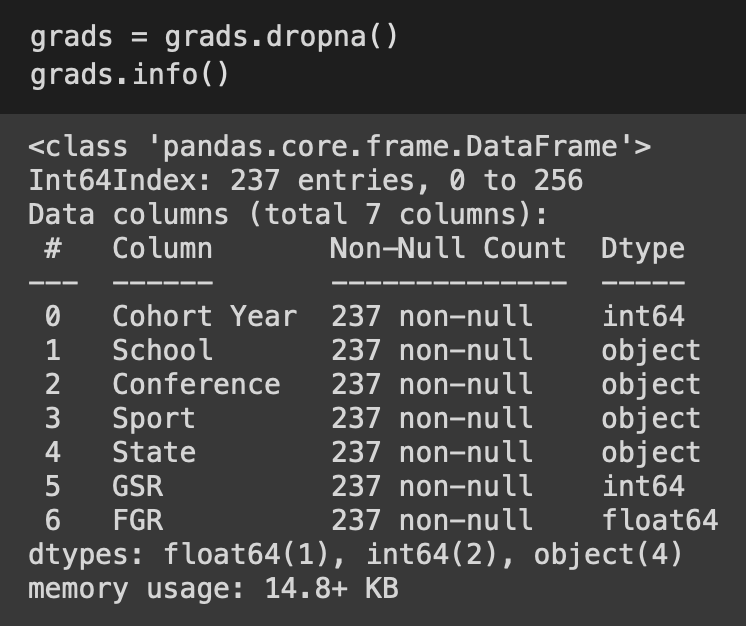 grads = grads.dropna()
grads.info()
<class 'pandas.core.frame.DataFrame'>
Int64Index: 237 entries, 0 to 256
Data columns (total 7 columns):
 #   Column       Non-Null Count  Dtype
---  ------       --------------  -----
 0   Cohort Year  237 non-null    int64
 1   School       237 non-null    object
 2   Conference   237 non-null    object
 3   Sport        237 non-null    object
 4   State        237 non-null    object
 5   GSR          237 non-null    int64
 6   FGR          237 non-null    float64
dtypes: float64(1), int64(2), object(4)
memory usage: 14.8+ KB